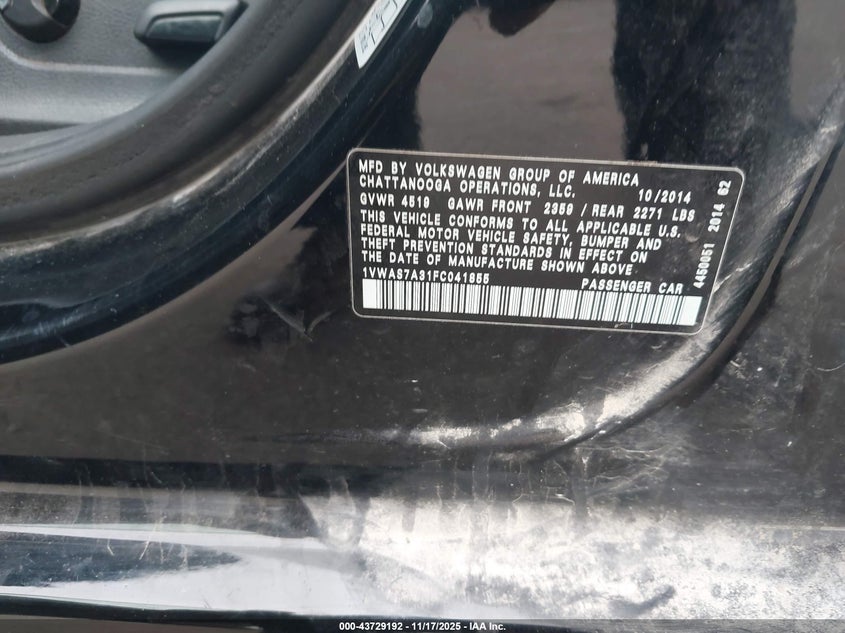 MFD BY VOLKSWAGEN GROUP OF AMERICA
CHATTANOOGA OPERATIONS, LLC. 10/2014
GVWR 4519 GAWR FRONT 2359 / REAR 2271 LBS
THIS VEHICLE CONFORMS TO ALL APPLICABLE U.S.
FEDERAL MOTOR VEHICLE SAFETY, BUMPER AND
THEFT PREVENTION STANDARDS IN EFFECT ON
THE DATE OF MANUFACTURE SHOWN ABOVE.
1VWAS7A31FC041855 PASSENGER CAR
4450051 2014 62
000-43729192 - 11/17/2025 - IAA Inc.